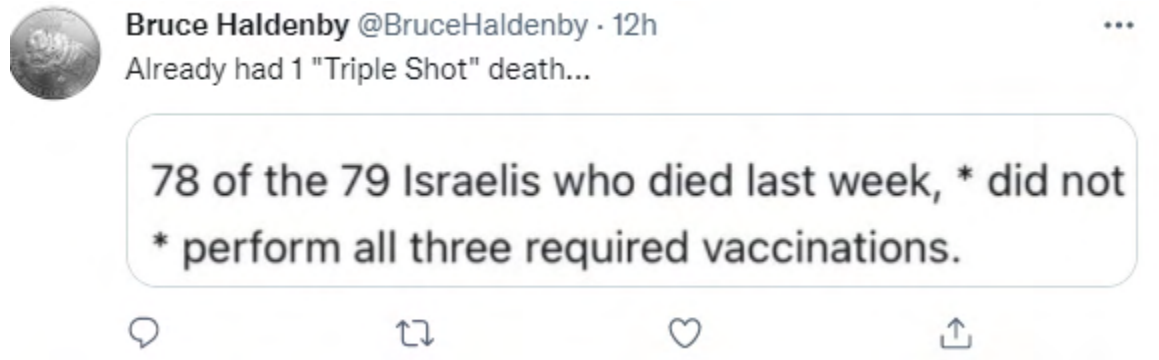 Bruce Haldenby @BruceHaldenby · 12h
Already had 1 "Triple Shot" death...
78 of the 79 Israelis who died last week, * did not
* perform all three required vaccinations.